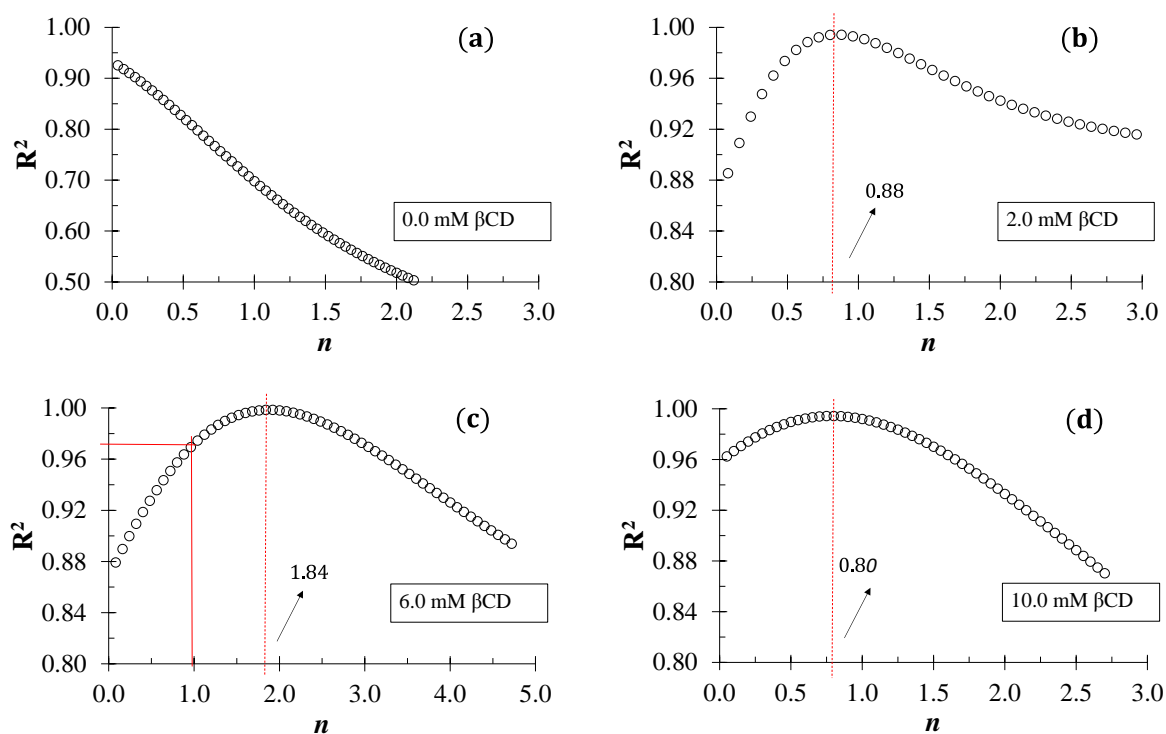 (a)
1.00
0.90
0.80
0.70
0.60
0.50
R²
0.0 mM βCD
0.0 0.5 1.0 1.5 2.0 2.5 3.0
n
(b)
1.00
0.96
0.92
0.88
0.84
0.80
R²
0.88
2.0 mM βCD
0.0 0.5 1.0 1.5 2.0 2.5 3.0
n
(c)
1.00
0.96
0.92
0.88
0.84
0.80
R²
1.84
6.0 mM βCD
0.0 1.0 2.0 3.0 4.0 5.0
n
(d)
1.00
0.96
0.92
0.88
0.84
0.80
R²
0.80
10.0 mM βCD
0.0 0.5 1.0 1.5 2.0 2.5 3.0
n